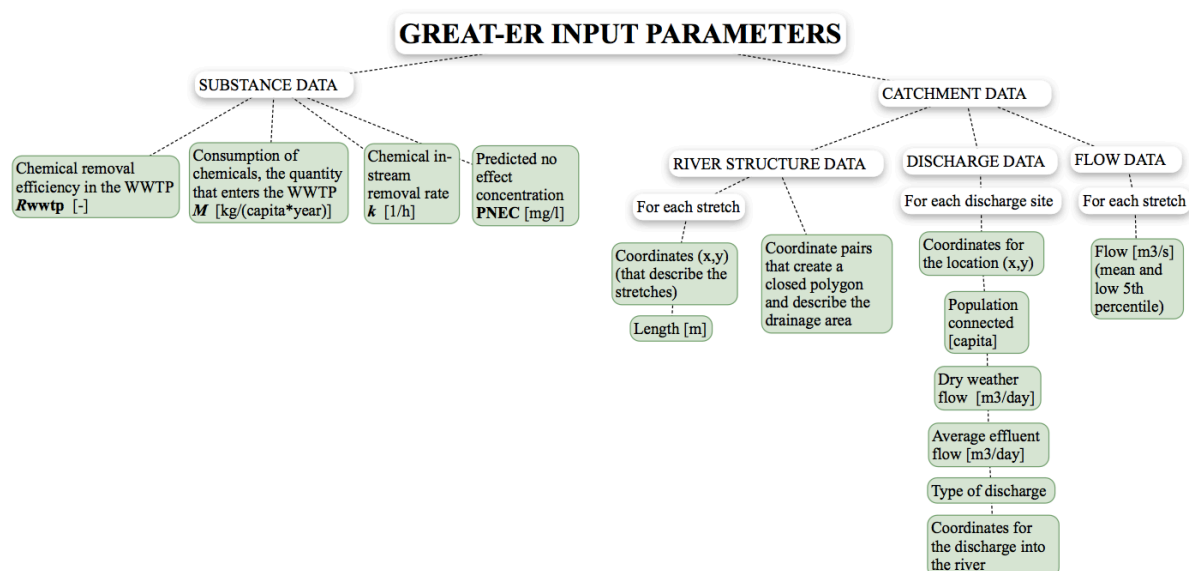 GREAT-ER INPUT PARAMETERS
SUBSTANCE DATA
CATCHMENT DATA
Chemical removal
efficiency in the WWTP
Rwwtp [-]
Consumption of
chemicals, the quantity
that enters the WWTP
M [kg/(capita*year)]
Chemical in-
stream
removal rate
k [1/h]
Predicted no
effect
concentration
PNEC [mg/l]
RIVER STRUCTURE DATA
DISCHARGE DATA
FLOW DATA
For each stretch
For each discharge site
For each stretch
Coordinates (x,y)
(that describe the
stretches)
Length [m]
Coordinate pairs
that create a
closed polygon
and describe the
drainage area
Coordinates for
the location (x,y)
Population
connected
[capita]
Dry weather
flow [m3/day]
Average effluent
flow [m3/day]
Type of discharge
Coordinates for
the discharge into
the river
Flow [m3/s]
(mean and
low 5th
percentile)